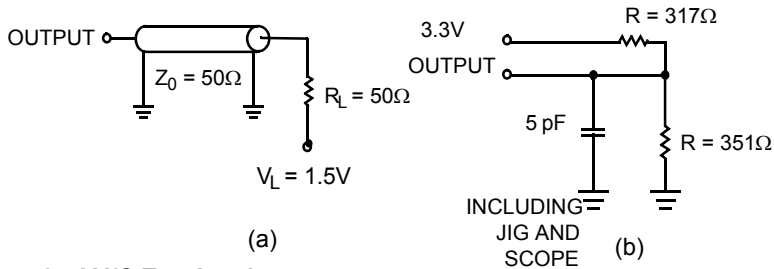 OUTPUT
Z0 = 50Ω
RL = 50Ω
VL = 1.5V
(a)
3.3V
R = 317Ω
OUTPUT
5 pF
R = 351Ω
INCLUDING
JIG AND
SCOPE
(b)